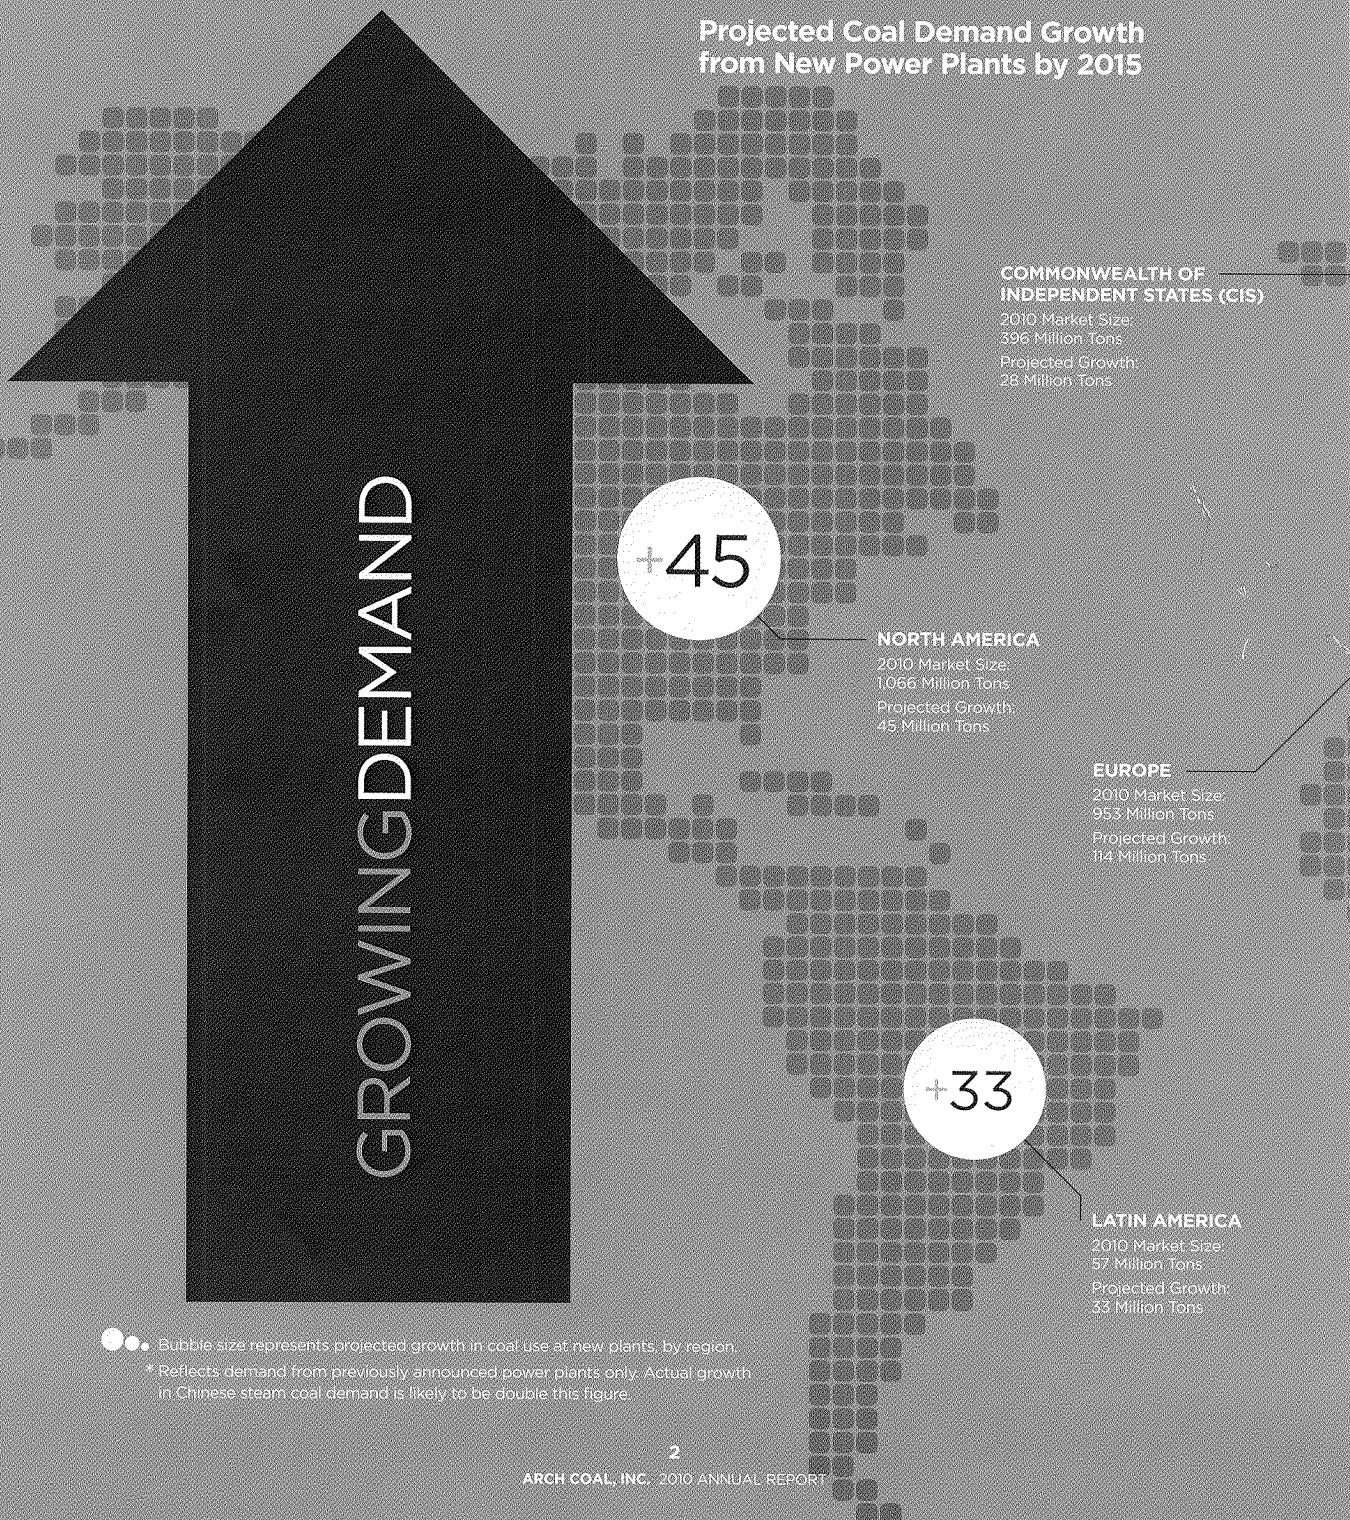 Projected Coal Demand Growth
from New Power Plants by 2015
COMMONWEALTH OF
INDEPENDENT STATES (CIS)
2010 Market Size:
396 Million Tons
Projected Growth:
28 Million Tons
GROWINGDEMAND
+45
NORTH AMERICA
2010 Market Size:
1,066 Million Tons
Projected Growth:
45 Million Tons
EUROPE
2010 Market Size:
953 Million Tons
Projected Growth:
114 Million Tons
+33
LATIN AMERICA
2010 Market Size:
57 Million Tons
Projected Growth:
33 Million Tons
Bubble size represents projected growth in coal use at new plants, by region.
* Reflects demand from previously announced power plants only. Actual growth
in Chinese steam coal demand is likely to be double this figure.
2
ARCH COAL, INC. 2010 ANNUAL REPORT